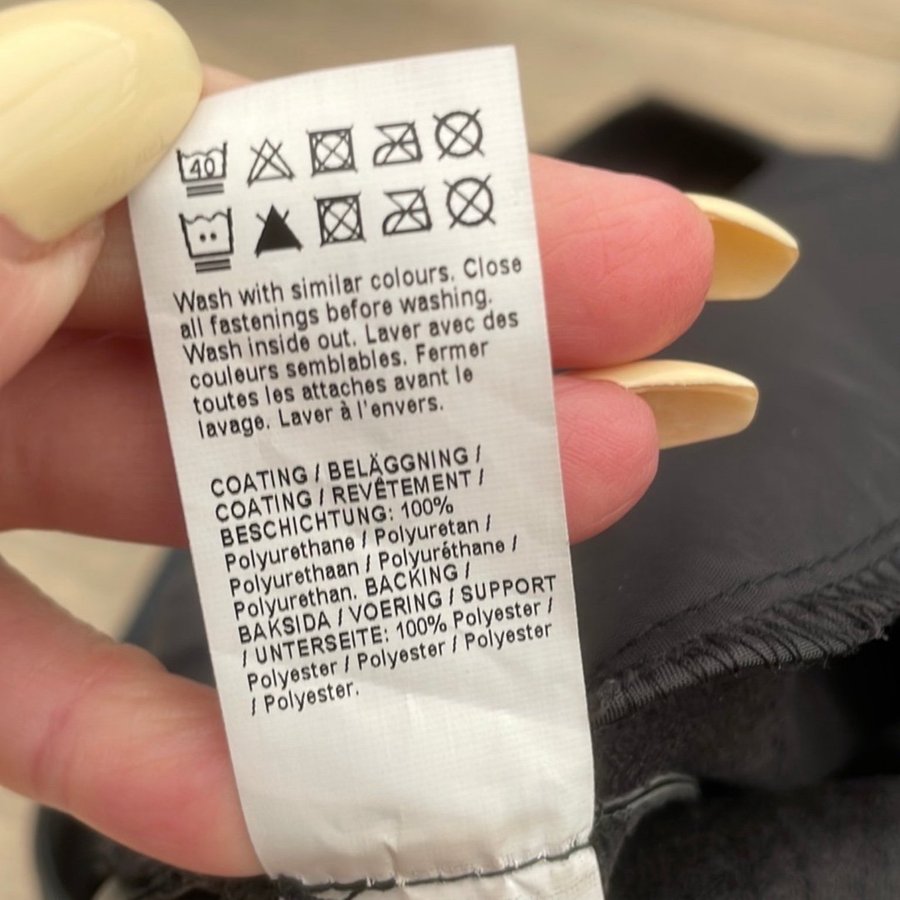 40
Wash with similar colours. Close
all fastenings before washing.
Wash inside out. Laver avec des
couleurs semblables. Fermer
toutes les attaches avant le
lavage. Laver à l'envers.
COATING / BELÄGGNING /
COATING / REVÊTEMENT /
BESCHICHTUNG: 100%
Polyurethane / Polyuretan /
Polyurethaan / Polyuréthane /
Polyurethan. BACKING /
BAKSIDA / VOERING / SUPPORT
/ UNTERSEITE: 100% Polyester /
Polyester / Polyester / Polyester
/ Polyester.